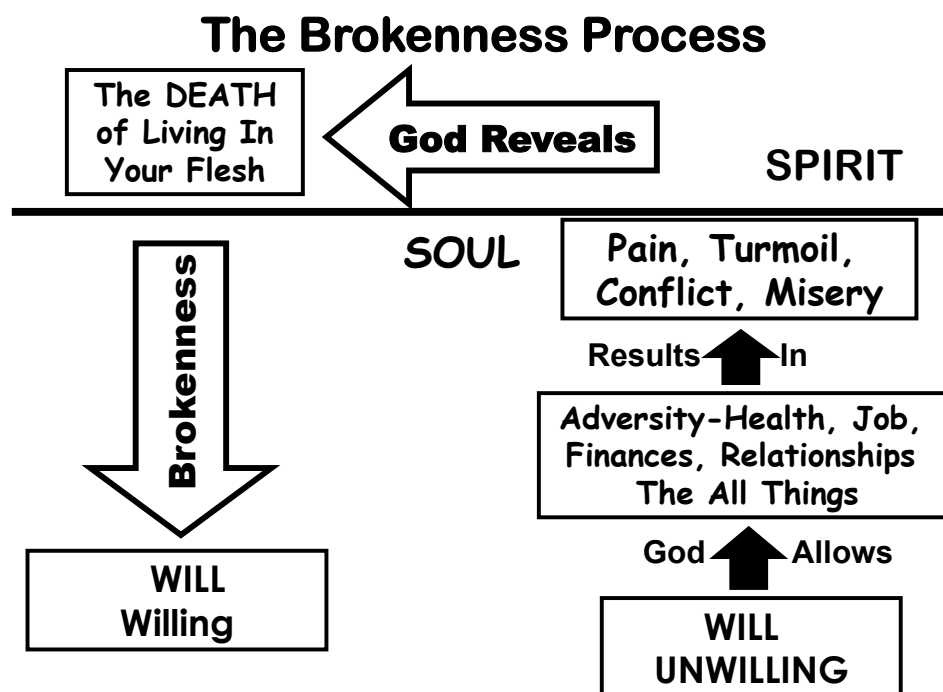 The Brokenness Process
The DEATH
of Living In
Your Flesh
God Reveals
SPIRIT
SOUL
Pain, Turmoil,
Conflict, Misery
Results In
Adversity-Health, Job,
Finances, Relationships
The All Things
God Allows
WILL
UNWILLING
Brokenness
WILL
Willing